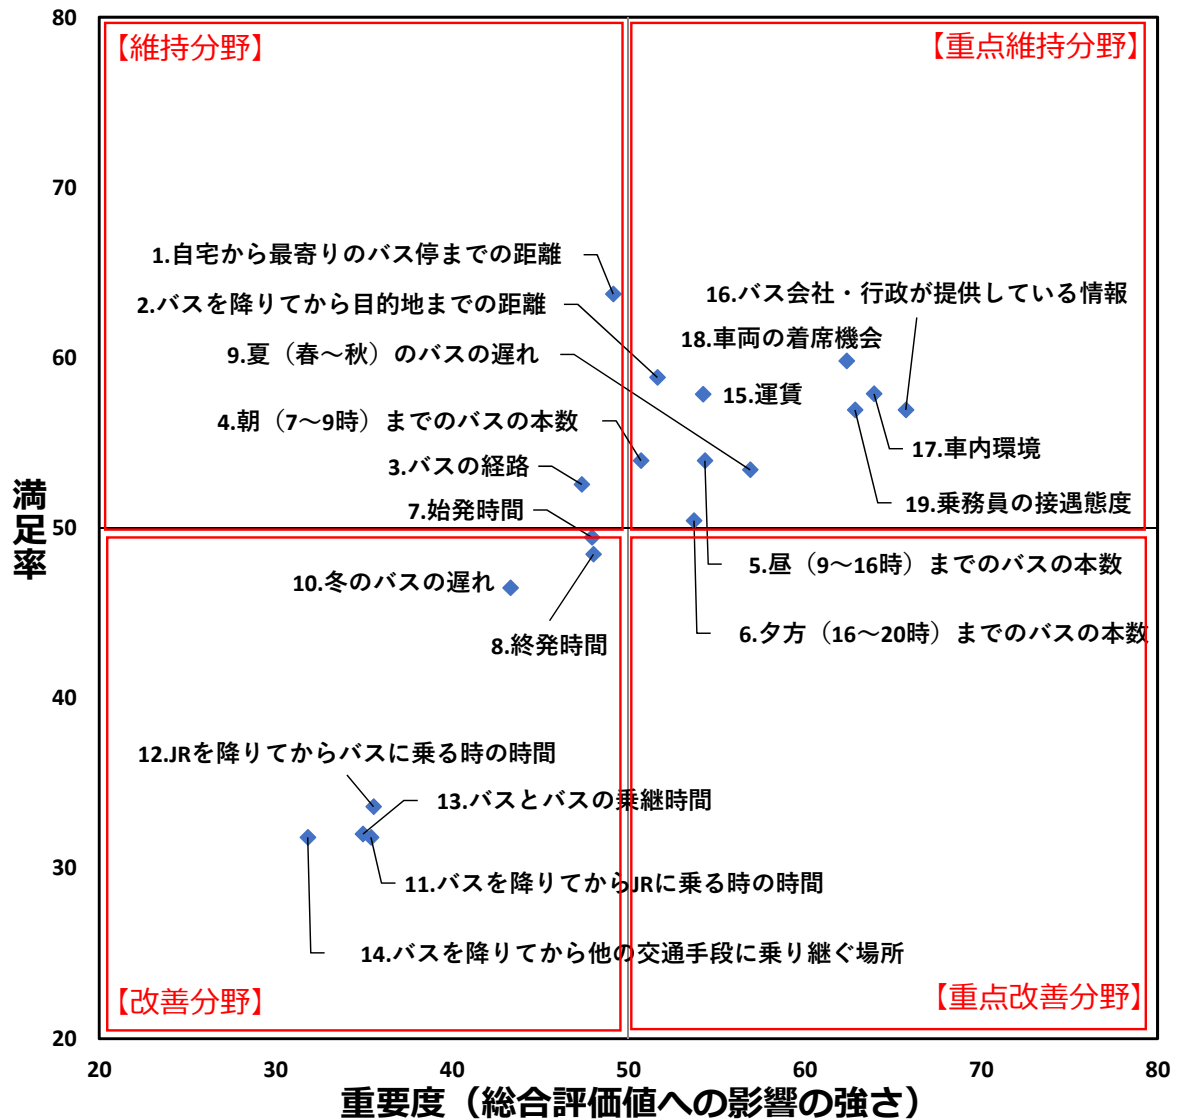 80
【維持分野】
【重点維持分野】
70
1.自宅から最寄りのバス停までの距離
2.バスを降りてから目的地までの距離
16.バス会社・行政が提供している情報
18.車両の着席機会
9.夏（春～秋）のバスの遅れ
60
15.運賃
4.朝（7～9時）までのバスの本数
17.車内環境
3.バスの経路
19.乗務員の接遇態度
7.始発時間
満足率
50
5.昼（9～16時）までのバスの本数
10.冬のバスの遅れ
6.夕方（16～20時）までのバスの本数
8.終発時間
40
12.JRを降りてからバスに乗る時の時間
13.バスとバスの乗継時間
30
11.バスを降りてからJRに乗る時の時間
14.バスを降りてから他の交通手段に乗り継ぐ場所
【改善分野】
【重点改善分野】
20
20 30 40 50 60 70 80
重要度（総合評価値への影響の強さ）